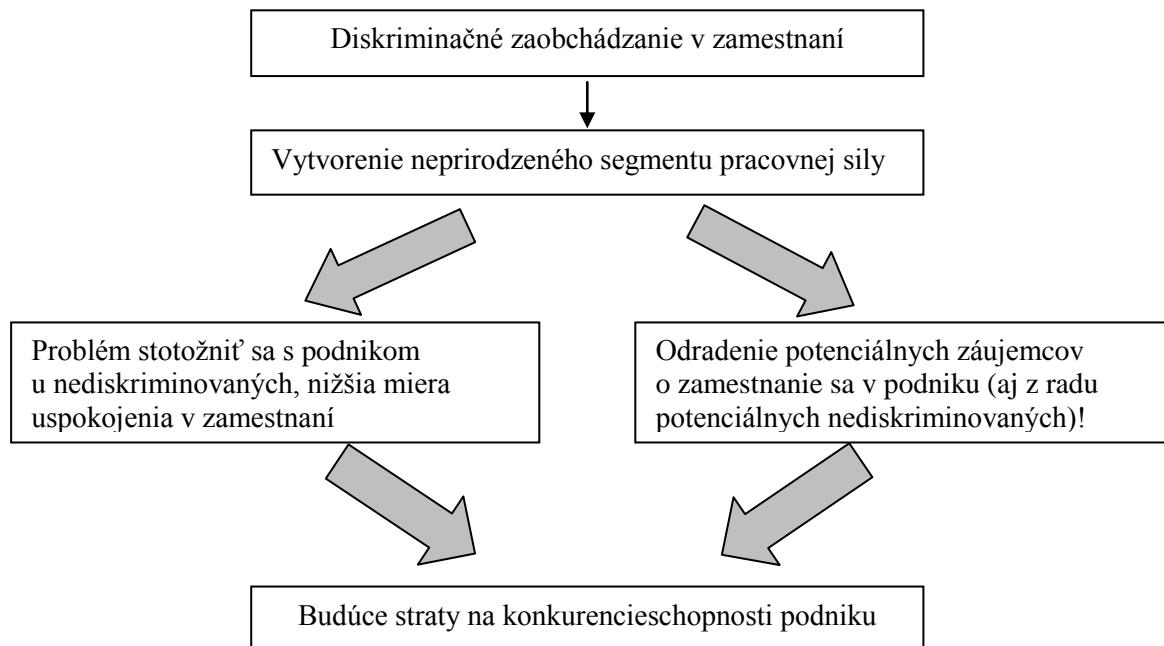 Diskriminačné zaobchádzanie v zamestnaní
Vytvorenie neprirodzeného segmentu pracovnej sily
Problém stotožniť sa s podnikom
u nediskriminovaných, nižšia miera
uspokojenia v zamestnaní
Odradenie potenciálnych záujemcov
o zamestnanie sa v podniku (aj z radu
potenciálnych nediskriminovaných)!
Budúce straty na konkurencieschopnosti podniku